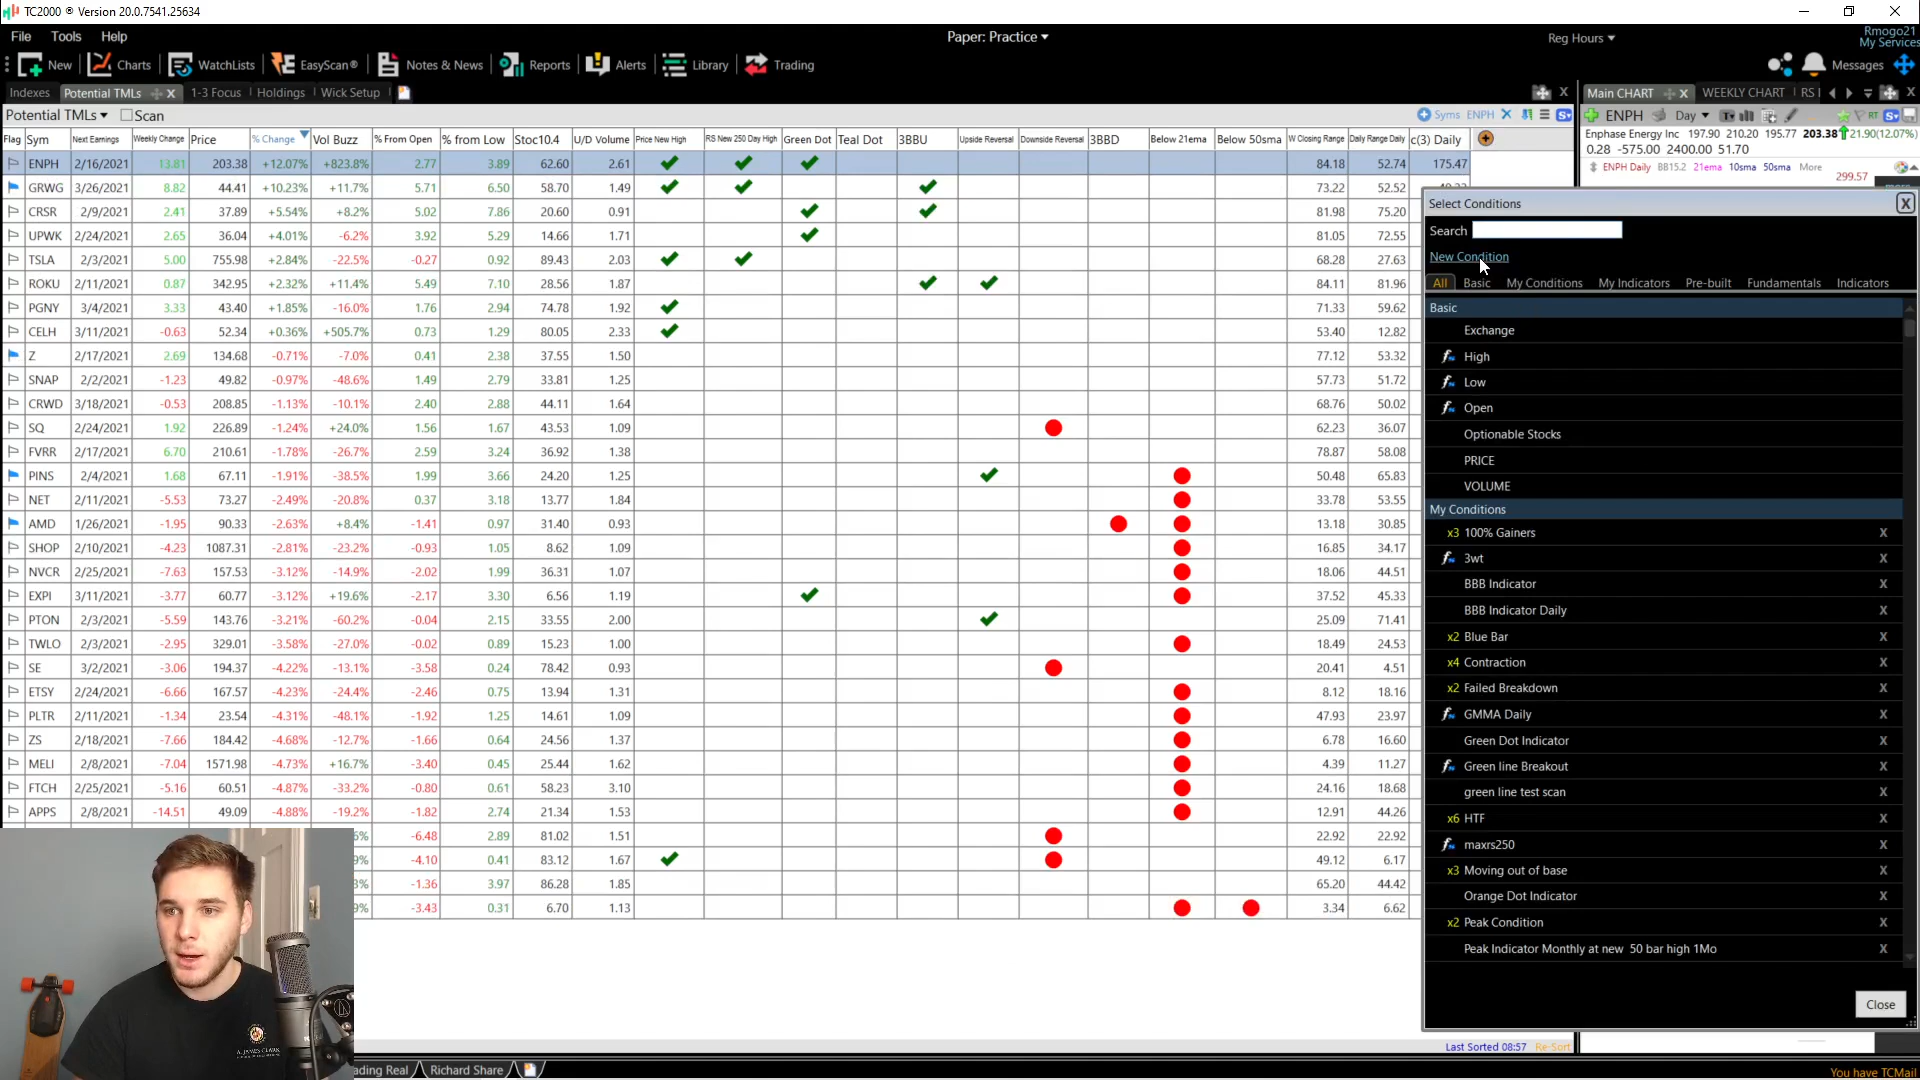 TC2000 ® Version 20.0.7541.25634
File Tools Help
Paper: Practice
Reg Hours
Rmogo21
My Services
New Charts WatchLists EasyScan® Notes & News Reports Alerts Library Trading
Messages
Indexes Potential TMLs X 1-3 Focus Holdings Wick Setup
Main CHART X WEEKLY CHART RS I
Potential TMLs Scan
Syms ENPH
ENPH Day
Enphase Energy Inc 197.90 210.20 195.77 203.38 21.90(12.07%)
0.28 -575.00 2400.00 51.70
ENPH Daily BB15.2 21ema 10sma 50sma More
299.57
Flag Sym Next Earnings Weekly Change Price % Change Vol Buzz % From Open % from Low Stoc10.4 U/D Volume Price New High RS New 250 Day High Green Dot Teal Dot 3BBU Upside Reversal Downside Reversal 3BBD Below 21ema Below 50sma W Closing Range Daily Range Daily c(3) Daily
ENPH 2/16/2021 13.81 203.38 +12.07% +823.8% 2.77 3.89 62.60 2.61 84.18 52.74 175.47
GRWG 3/26/2021 8.82 44.41 +10.23% +11.7% 5.71 6.50 58.70 1.49 73.22 52.52
CRSR 2/9/2021 2.41 37.89 +5.54% +8.2% 5.02 7.86 20.60 0.91 81.98 75.20
UPWK 2/24/2021 2.65 36.04 +4.01% -6.2% 3.92 5.29 14.66 1.71 81.05 72.55
TSLA 2/3/2021 5.00 755.98 +2.84% -22.5% -0.27 0.92 89.43 2.03 68.28 27.63
ROKU 2/11/2021 0.87 342.95 +2.32% +11.4% 5.49 7.10 28.56 1.87 84.11 81.96
PGNY 3/4/2021 3.33 43.40 +1.85% -16.0% 1.76 2.94 74.78 1.92 71.33 59.62
CELH 3/11/2021 -0.63 52.34 +0.36% +505.7% 0.73 1.29 80.05 2.33 53.40 12.82
Z 2/17/2021 2.69 134.68 -0.71% -7.0% 0.41 2.38 37.55 1.50 77.12 53.32
SNAP 2/2/2021 -1.23 49.82 -0.97% -48.6% 1.49 2.79 33.81 1.25 57.73 51.72
CRWD 3/18/2021 -0.53 208.85 -1.13% -10.1% 2.40 2.88 44.11 1.64 68.76 50.02
SQ 2/24/2021 1.92 226.89 -1.24% +24.0% 1.56 1.67 43.53 1.09 62.23 36.07
FVRR 2/17/2021 6.70 210.61 -1.78% -26.7% 2.59 3.24 36.92 1.38 78.87 58.08
PINS 2/4/2021 1.68 67.11 -1.91% -38.5% 1.99 3.66 24.20 1.25 50.48 65.83
NET 2/11/2021 -5.53 73.27 -2.49% -20.8% 0.37 3.18 13.77 1.84 33.78 53.55
AMD 1/26/2021 -1.95 90.33 -2.63% +8.4% -1.41 0.97 31.40 0.93 13.18 30.85
SHOP 2/10/2021 -4.23 1087.31 -2.81% -23.2% -0.93 1.05 8.62 1.09 16.85 34.17
NVCR 2/25/2021 -7.63 157.53 -3.12% -14.9% -2.02 1.99 36.31 1.07 18.06 44.51
EXPI 3/11/2021 -3.77 60.77 -3.12% +19.6% -2.17 3.30 6.56 1.19 37.52 45.33
PTON 2/3/2021 -5.59 143.76 -3.21% -60.2% -0.04 2.15 33.55 2.00 25.09 71.41
TWLO 2/3/2021 -2.95 329.01 -3.58% -27.0% -0.02 0.89 15.23 1.00 18.49 24.53
SE 3/2/2021 -3.06 194.37 -4.22% -13.1% -3.58 0.24 78.42 0.93 20.41 4.51
ETSY 2/24/2021 -6.66 167.57 -4.23% -24.4% -2.46 0.75 13.94 1.31 8.12 18.16
PLTR 2/11/2021 -1.34 23.54 -4.31% -48.1% -1.92 1.25 14.61 1.09 47.93 23.97
ZS 2/18/2021 -7.66 184.42 -4.68% -12.7% -1.66 0.64 24.56 1.37 6.78 16.60
MELI 2/8/2021 -7.04 1571.98 -4.73% +16.7% -3.40 0.45 25.44 1.62 4.39 11.27
FTCH 2/25/2021 -5.16 60.51 -4.87% -33.2% -0.80 0.61 58.23 3.10 24.16 18.68
APPS 2/8/2021 -14.51 49.09 -4.88% -19.2% -1.82 2.74 21.34 1.53 12.91 44.26
-6.48 2.89 81.02 1.51 22.92 22.92
-4.10 0.41 83.12 1.67 49.12 6.17
-1.36 3.97 86.28 1.85 65.20 44.42
-3.43 0.31 6.70 1.13 3.34 6.62
Select Conditions X
Search
New Condition
All Basic My Conditions My Indicators Pre-built Fundamentals Indicators
Basic
Exchange
High
Low
Open
Optionable Stocks
PRICE
VOLUME
My Conditions
x3 100% Gainers X
3wt X
BBB Indicator X
BBB Indicator Daily X
x2 Blue Bar X
x4 Contraction X
x2 Failed Breakdown X
GMMA Daily X
Green Dot Indicator X
Green line Breakout X
green line test scan X
x6 HTF X
maxrs250 X
x3 Moving out of base X
Orange Dot Indicator X
x2 Peak Condition X
Peak Indicator Monthly at new 50 bar high 1Mo X
Close
Last Sorted 08:57 Re-Sort
ading Real Richard Share
You have TCMail